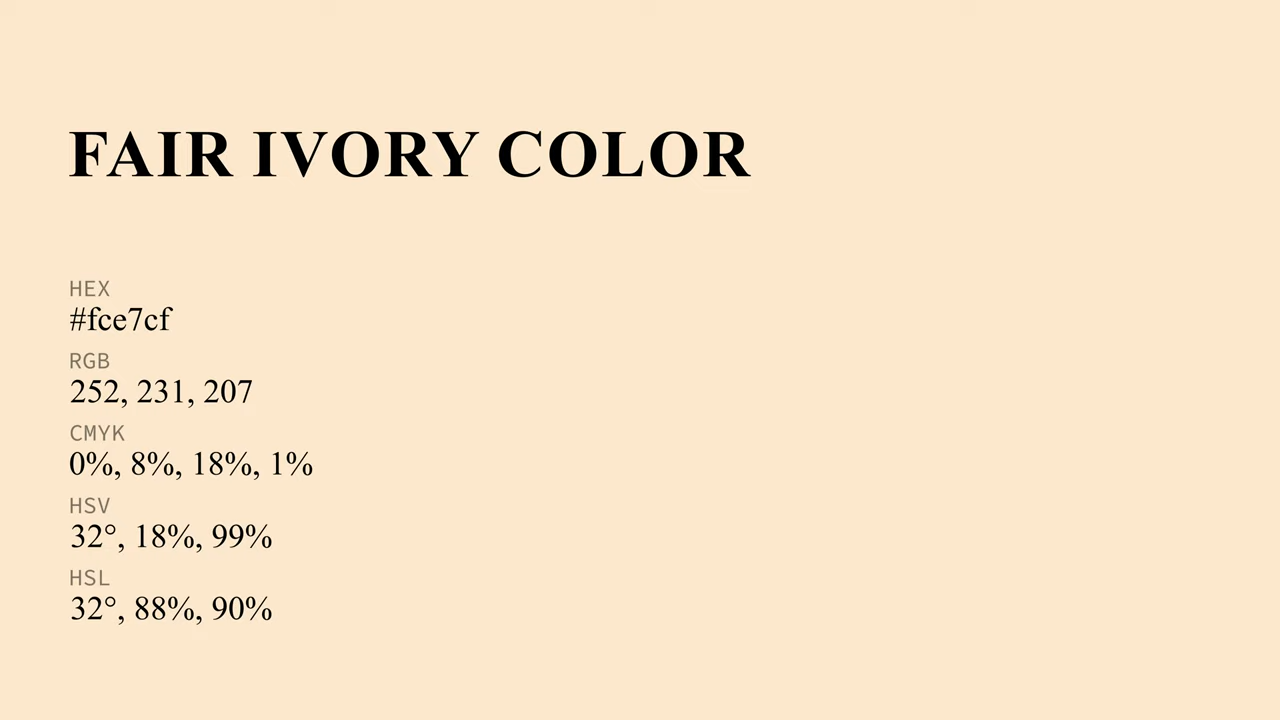 FAIR IVORY COLOR
HEX
#fce7cf
RGB
252, 231, 207
CMYK
0%, 8%, 18%, 1%
HSV
32°, 18%, 99%
HSL
32°, 88%, 90%